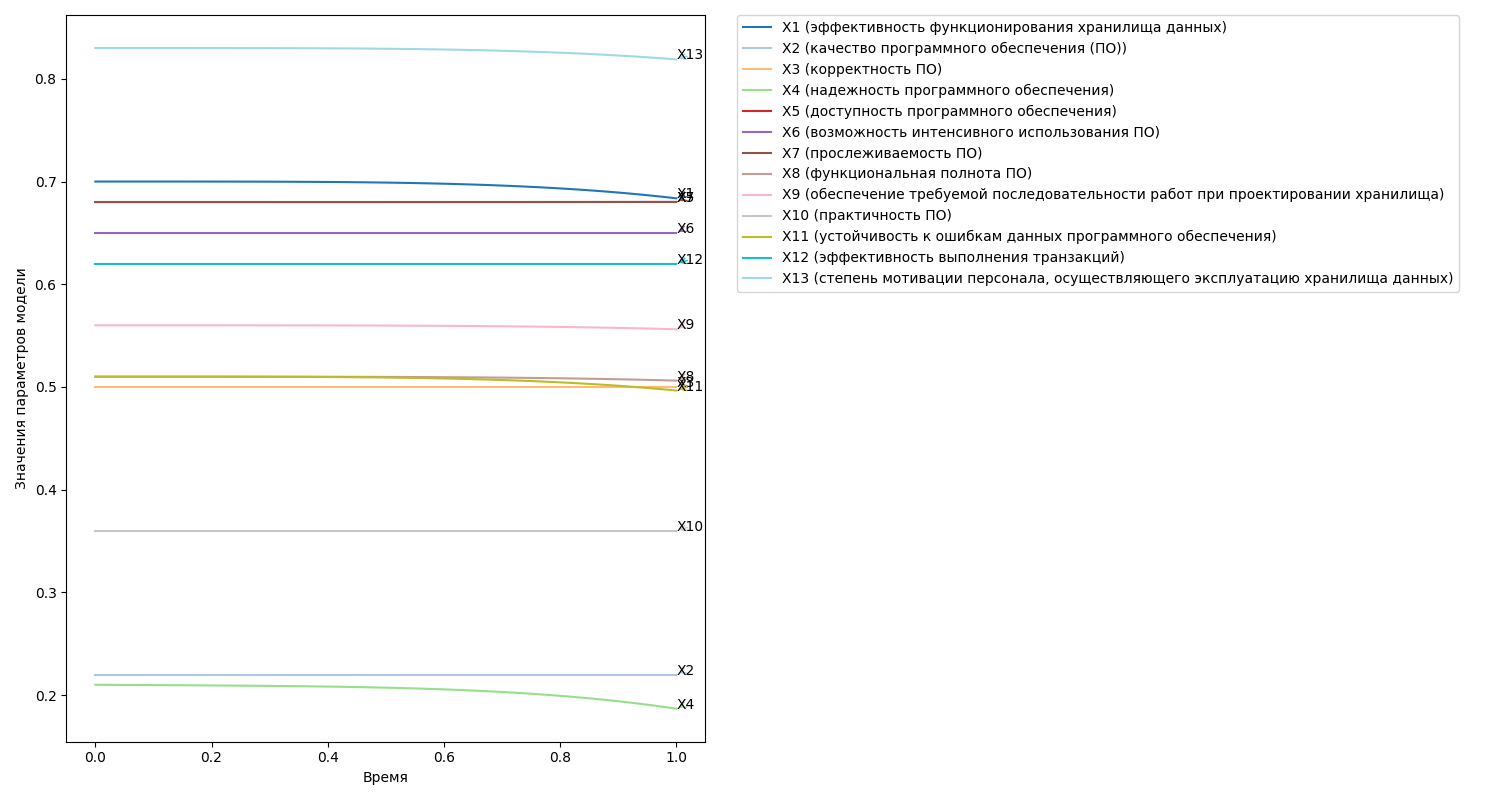 Значения параметров модели
0.8
0.7
0.6
0.5
0.4
0.3
0.2
0.0 0.2 0.4 0.6 0.8 1.0
Время
X13
X1
X6
X12
X9
X8
X11
X10
X2
X4
X1 (эффективность функционирования хранилища данных)
X2 (качество программного обеспечения (ПО))
X3 (корректность ПО)
X4 (надежность программного обеспечения)
X5 (доступность программного обеспечения)
X6 (возможность интенсивного использования ПО)
X7 (прослеживаемость ПО)
X8 (функциональная полнота ПО)
X9 (обеспечение требуемой последовательности работ при проектировании хранилища)
X10 (практичность ПО)
X11 (устойчивость к ошибкам данных программного обеспечения)
X12 (эффективность выполнения транзакций)
X13 (степень мотивации персонала, осуществляющего эксплуатацию хранилища данных)